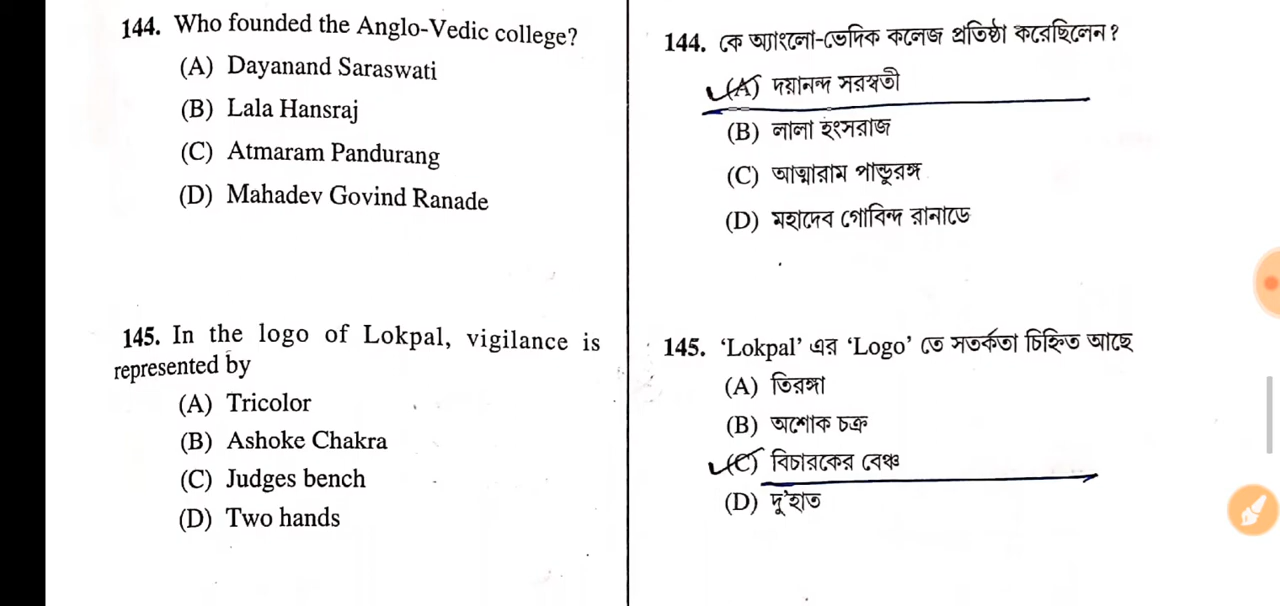 144. Who founded the Anglo-Vedic college?
(A) Dayanand Saraswati
(B) Lala Hansraj
(C) Atmaram Pandurang
(D) Mahadev Govind Ranade
145. In the logo of Lokpal, vigilance is
represented by
(A) Tricolor
(B) Ashoke Chakra
(C) Judges bench
(D) Two hands
144. কে অ্যাংলো-ভেদিক কলেজ প্রতিষ্ঠা করেছিলেন?
(A) দয়ানন্দ সরস্বতী
(B) লালা হংসরাজ
(C) আত্মারাম পান্ডুরঙ্গ
(D) মহাদেব গোবিন্দ রানাডে
145. ‘Lokpal’ এর ‘Logo’ তে সতর্কতা চিহ্নিত আছে
(A) তিরঙ্গা
(B) অশোক চক্র
(C) বিচারকের বেঞ্চ
(D) দু’হাত